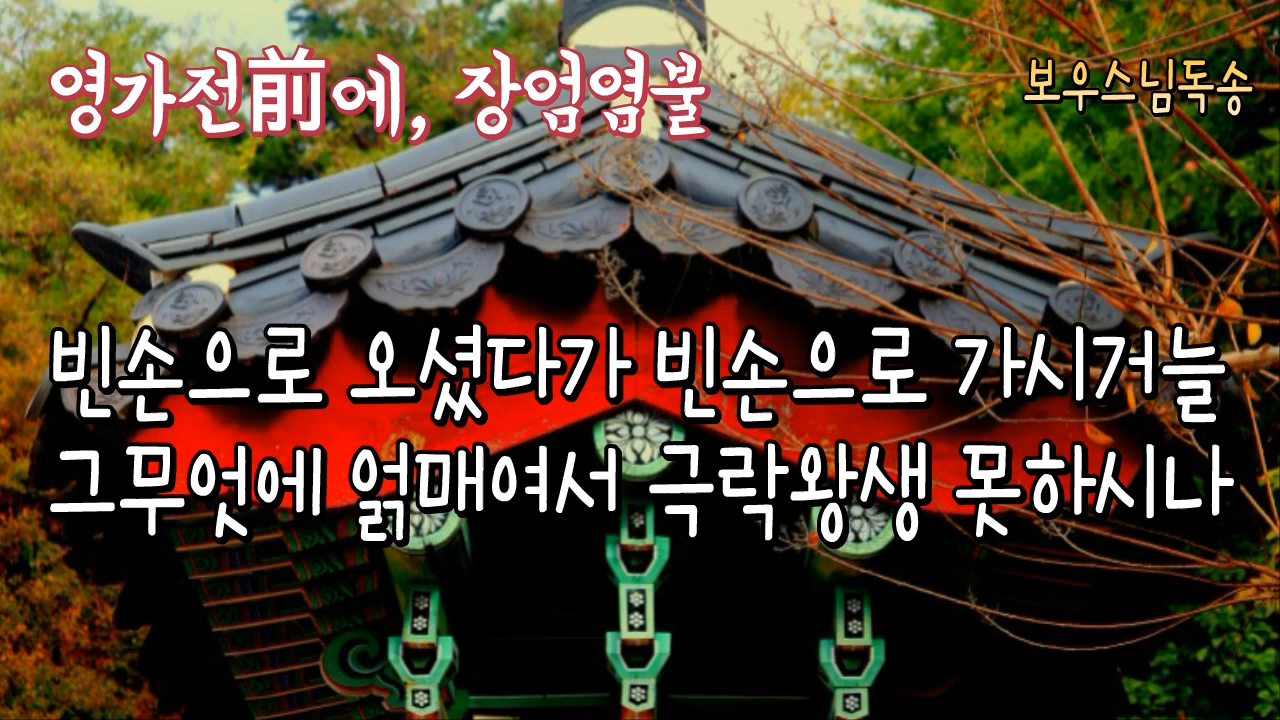 영가전前에, 장엄염불
보우스님독송
빈손으로 오셨다가 빈손으로 가시거늘
그무엇에 얽매여서 극락왕생 못하시나